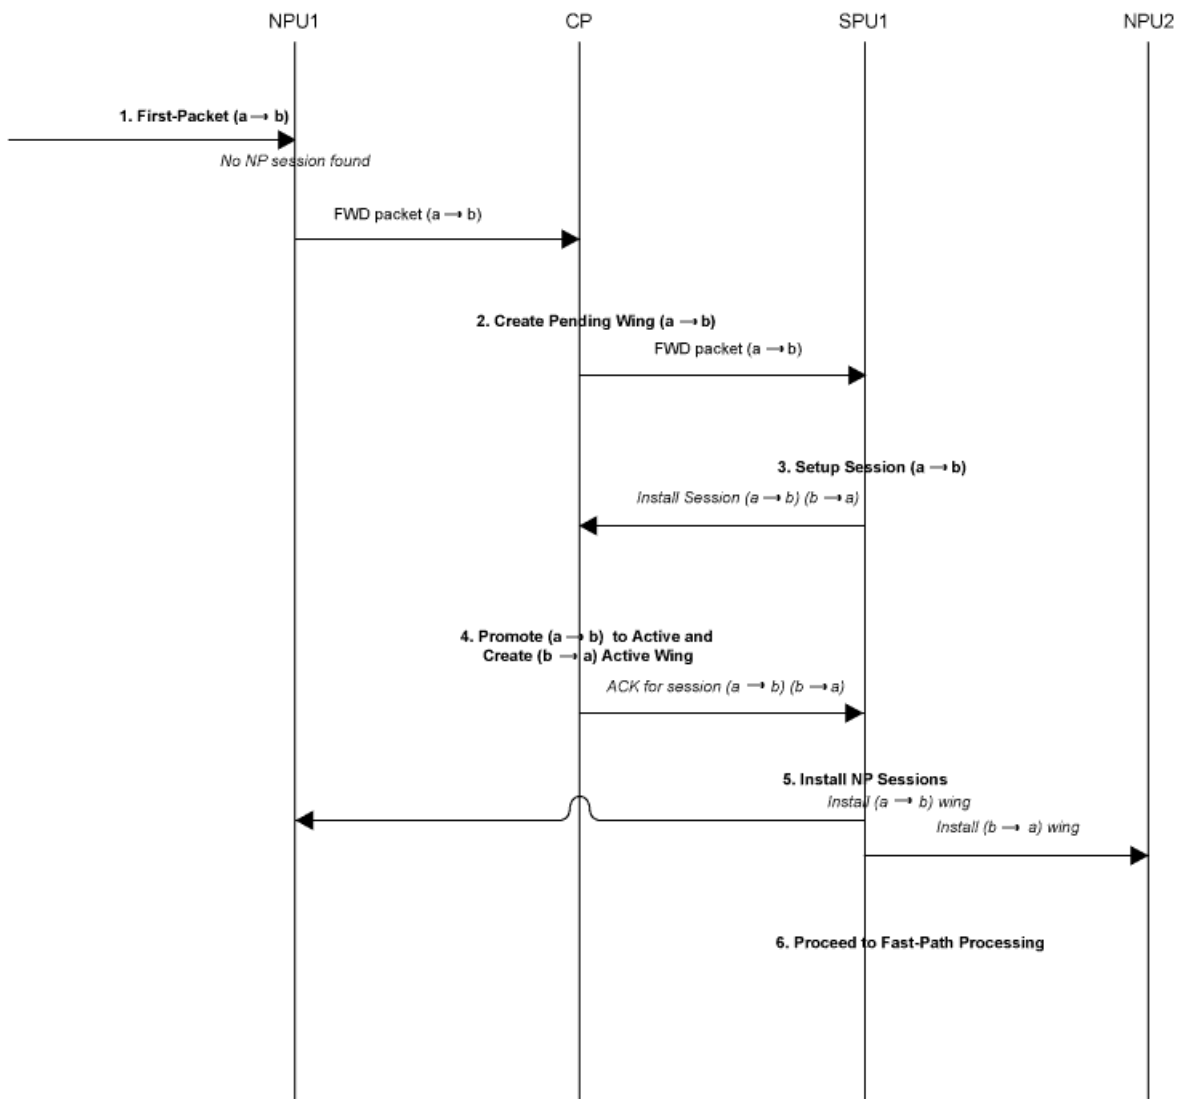 NPU1 CP SPU1 NPU2
1. First-Packet (a → b)
No NP session found
FWD packet (a → b)
2. Create Pending Wing (a → b)
FWD packet (a → b)
3. Setup Session (a → b)
Install Session (a → b) (b → a)
4. Promote (a → b) to Active and
Create (b → a) Active Wing
ACK for session (a → b) (b → a)
5. Install NP Sessions
Install (a → b) wing
Install (b → a) wing
6. Proceed to Fast-Path Processing